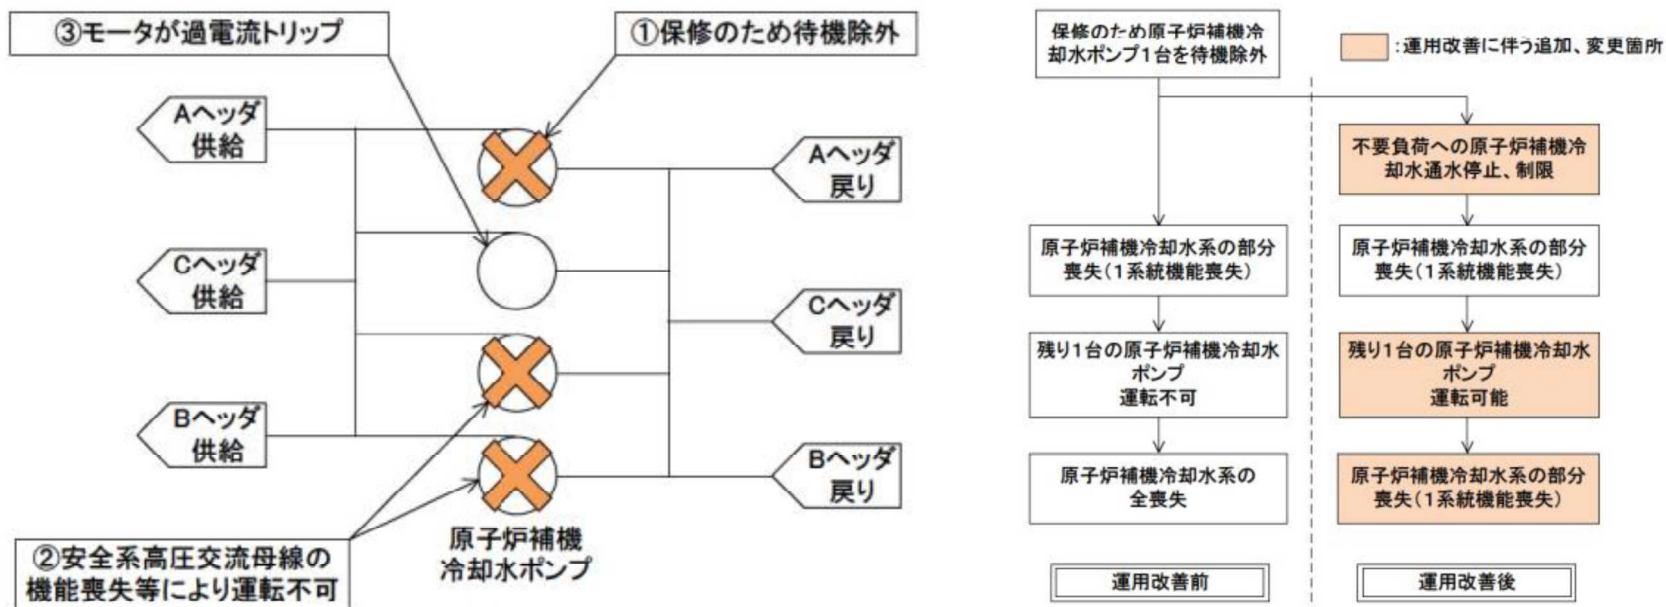 ③モータが過電流トリップ
①保修のため待機除外
Aヘッダ
供給
Cヘッダ
供給
Bヘッダ
供給
Aヘッダ
戻り
Cヘッダ
戻り
Bヘッダ
戻り
②安全系高圧交流母線の
機能喪失等により運転不可
原子炉補機
冷却水ポンプ
保修のため原子炉補機冷
却水ポンプ1台を待機除外
:運用改善に伴う追加、変更箇所
不要負荷への原子炉補機冷
却水通水停止、制限
原子炉補機冷却水系の部分
喪失(1系統機能喪失)
原子炉補機冷却水系の部分
喪失(1系統機能喪失)
残り1台の原子炉補機冷却水
ポンプ
運転不可
残り1台の原子炉補機冷却水
ポンプ
運転可能
原子炉補機冷却水系の
全喪失
原子炉補機冷却水系の部分
喪失(1系統機能喪失)
運用改善前
運用改善後